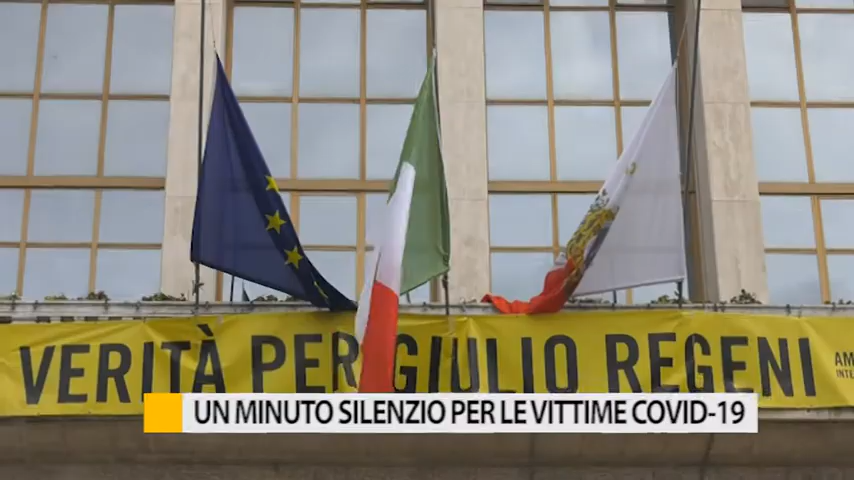 VERITÀ PER GIULIO REGENI
UN MINUTO SILENZIO PER LE VITTIME COVID-19